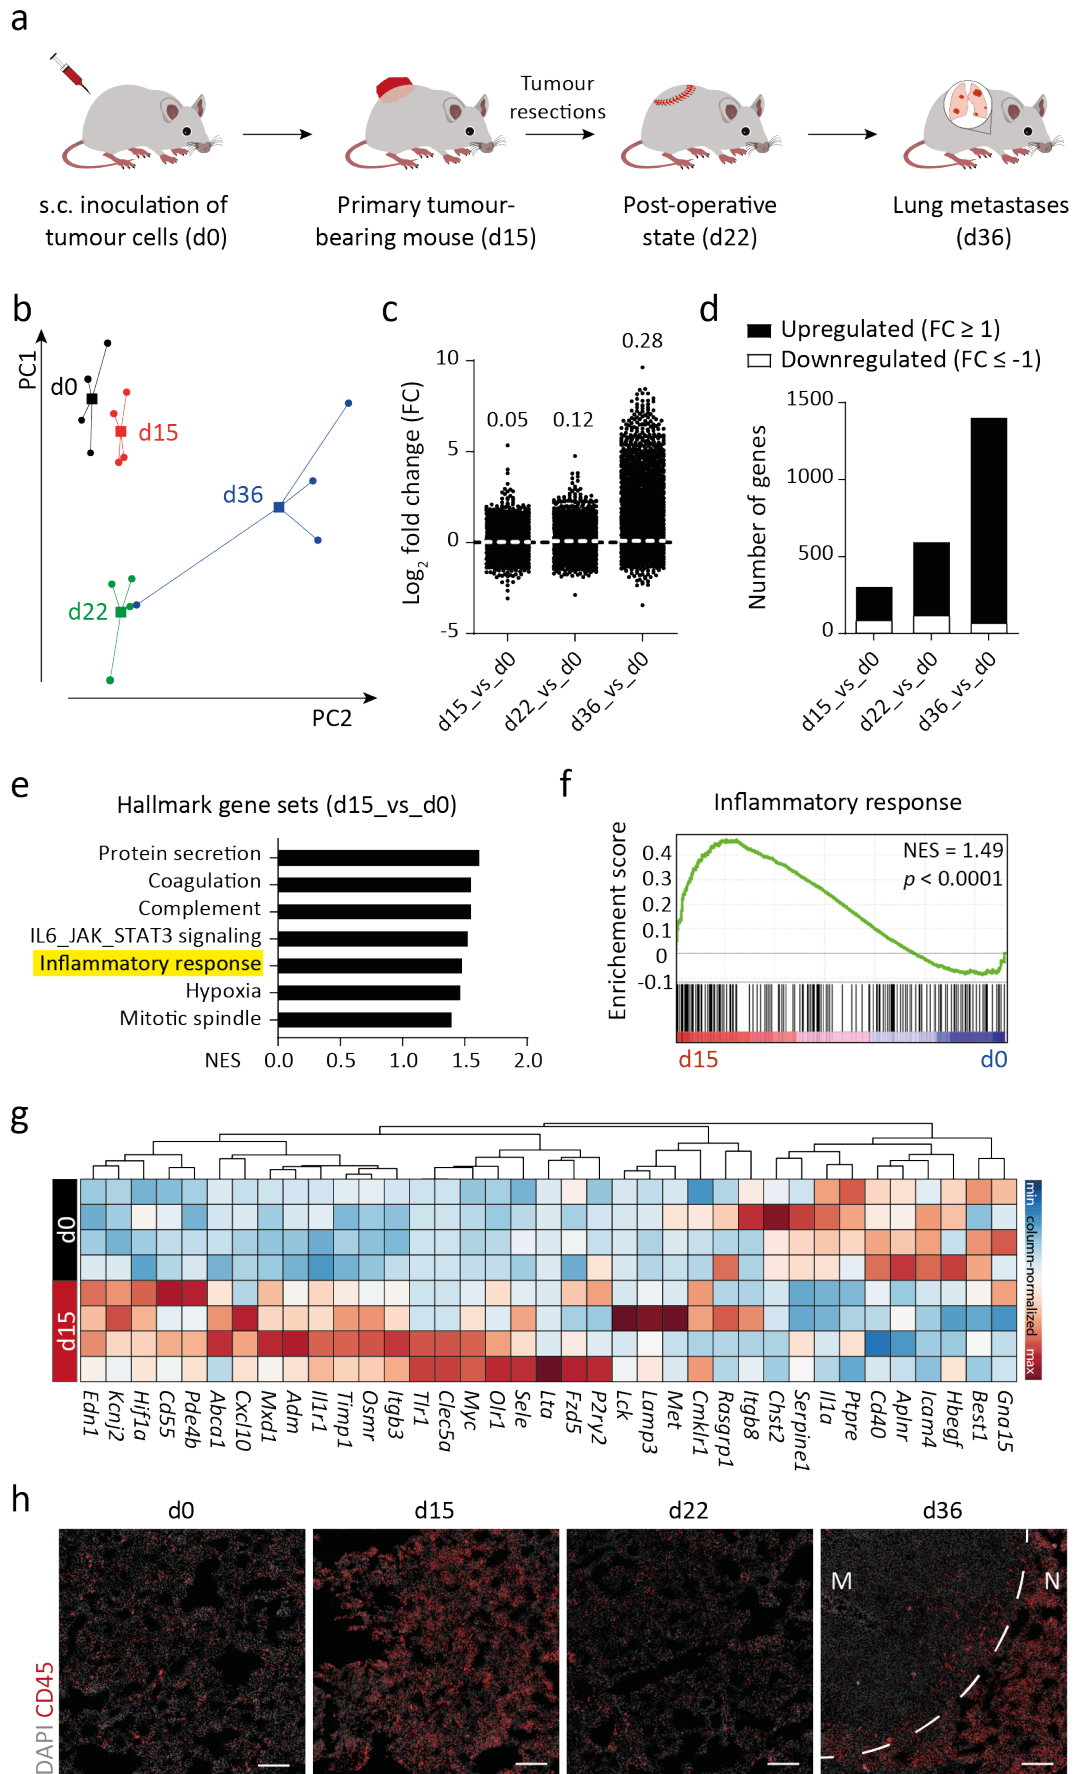 a
Tumour
resections
s.c. inoculation of
tumour cells (d0)
Primary tumour-
bearing mouse (d15)
Post-operative
state (d22)
Lung metastases
(d36)
b
PC1
d0
d15
d36
d22
PC2
c
0.28
0.05
0.12
Log2 fold change (FC)
10
5
0
-5
d15_vs_d0
d22_vs_d0
d36_vs_d0
d
Upregulated (FC ≥ 1)
Downregulated (FC ≤ -1)
Number of genes
1500
1000
500
0
d15_vs_d0
d22_vs_d0
d36_vs_d0
e
Hallmark gene sets (d15_vs_d0)
Protein secretion
Coagulation
Complement
IL6_JAK_STAT3 signaling
Inflammatory response
Hypoxia
Mitotic spindle
NES
0.0
0.5
1.0
1.5
2.0
f
Inflammatory response
Enrichement score
0.4
0.3
0.2
0.1
0
-0.1
NES = 1.49
p < 0.0001
d15
d0
g
d0
d15
min
column-normalized
max
Edn1
Kcnj2
Hif1a
Cd55
Pde4b
Abca1
Cxcl10
Mxd1
Adm
Il1r1
Timp1
Osmr
Itgb3
Tlr1
Clec5a
Myc
Olr1
Sele
Lta
Fzd5
P2ry2
Lck
Lamp3
Met
Cmklr1
Rasgrp1
Itgb8
Chst2
Serpine1
Il1a
Ptpre
Cd40
Aplnr
Icam4
Hbegf
Best1
Gna15
h
d0
d15
d22
d36
DAPI CD45
M
N